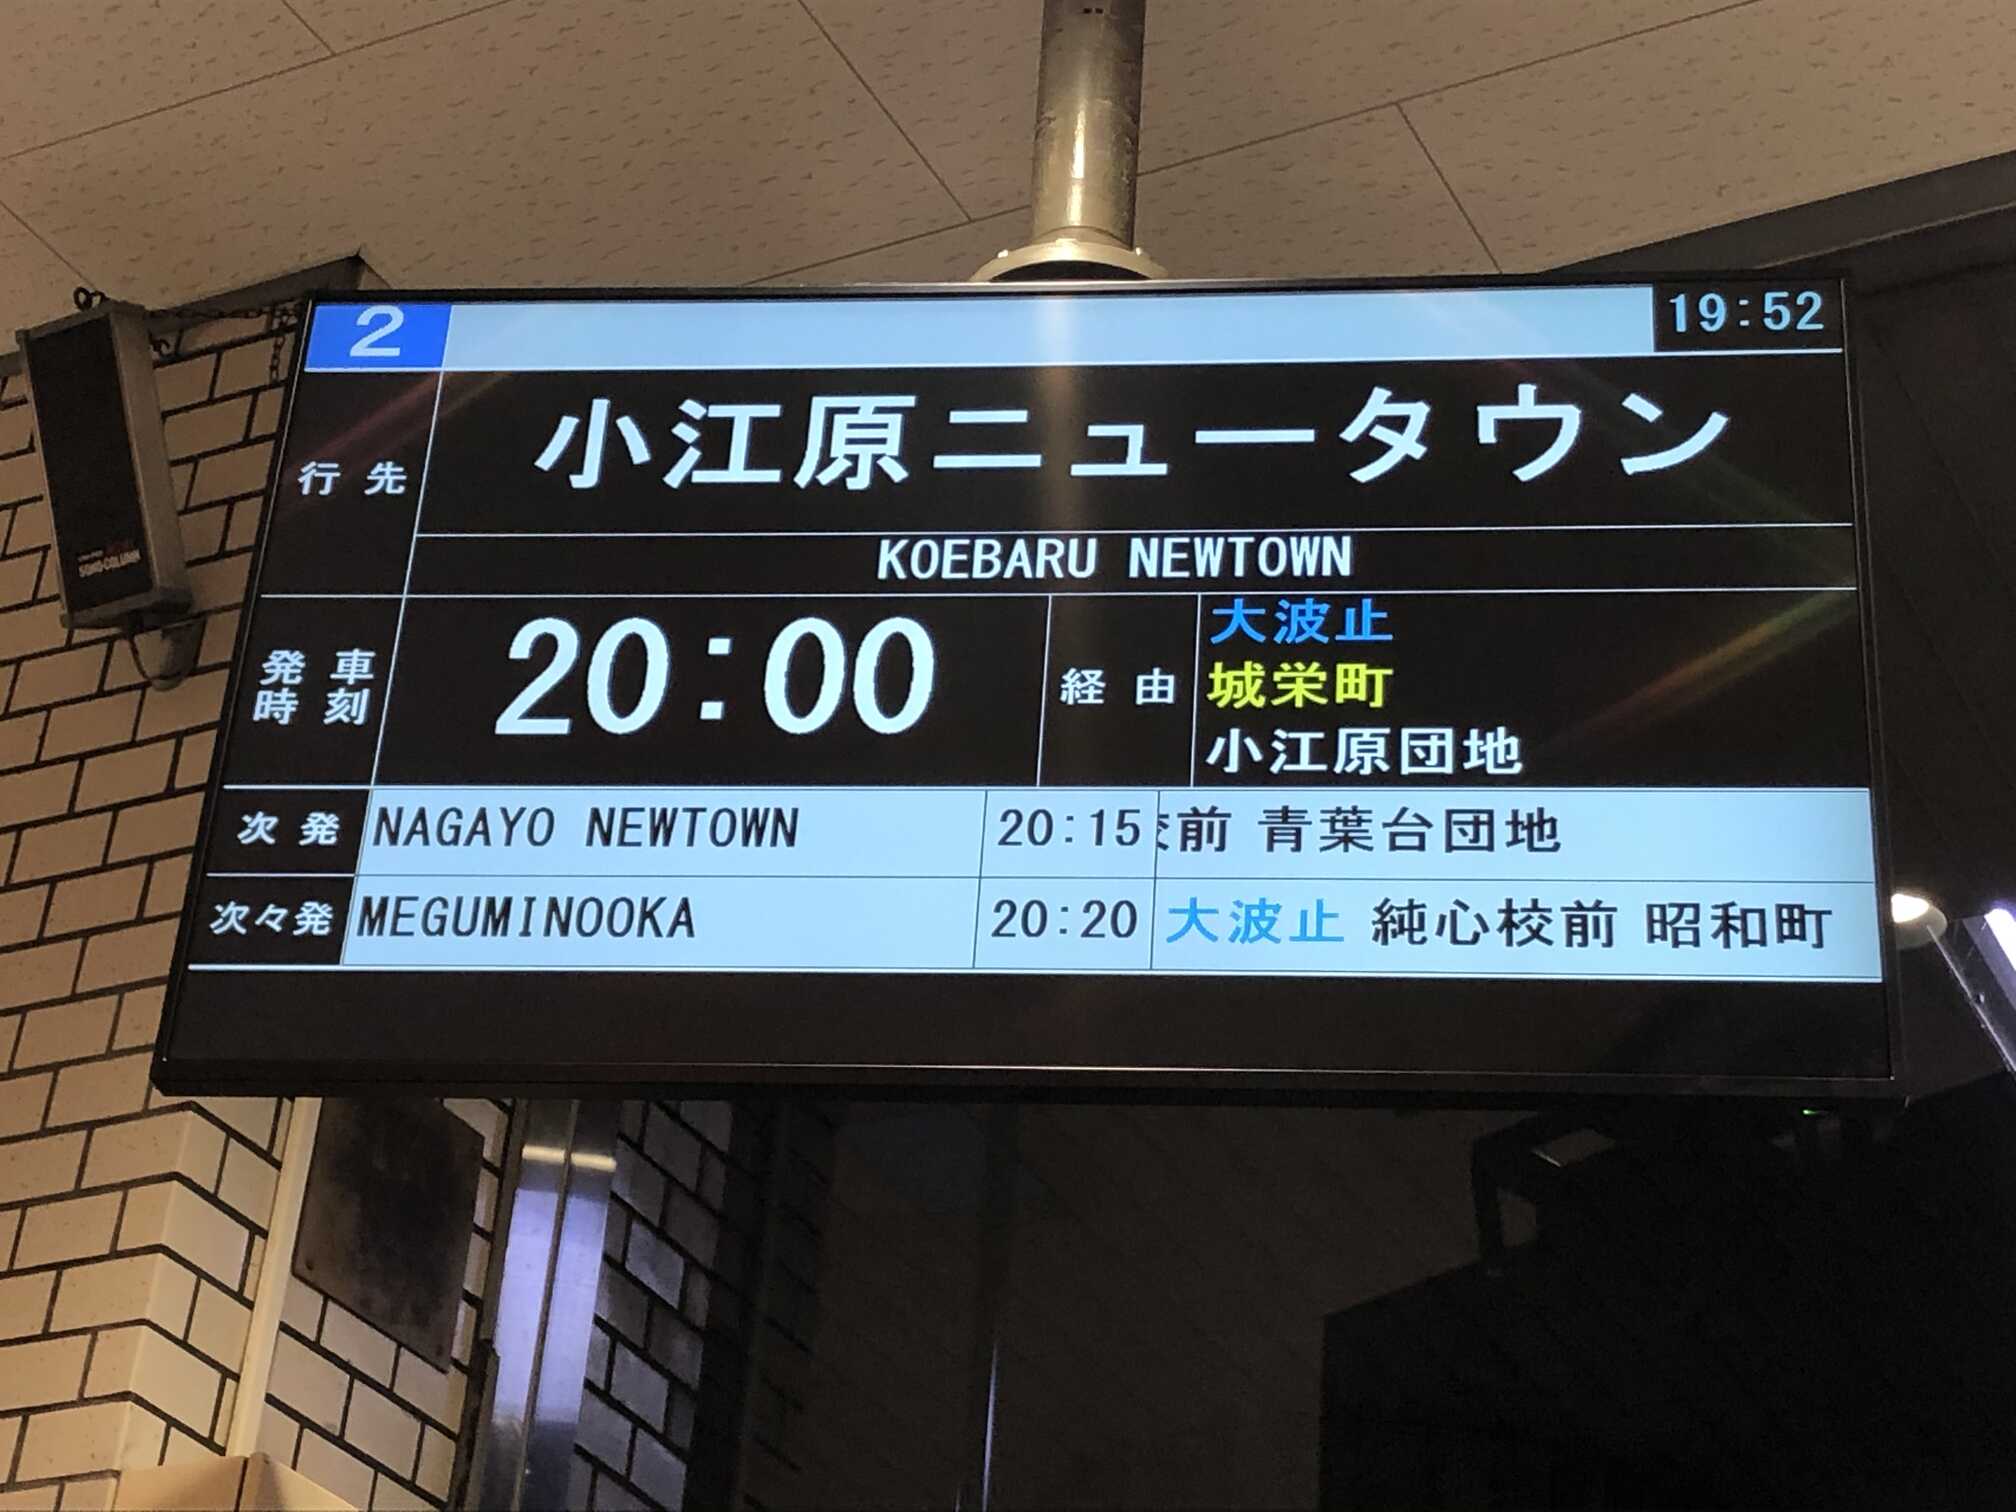 2 19:52
行先 小江原ニュータウン
KOEBARU NEWTOWN
発車時刻 20:00 経由 大波止
城栄町
小江原団地
次発 NAGAYO NEWTOWN 20:15 前 青葉台団地
次々発 MEGUMINOOKA 20:20 大波止 純心校前 昭和町
SONO-COLUMN